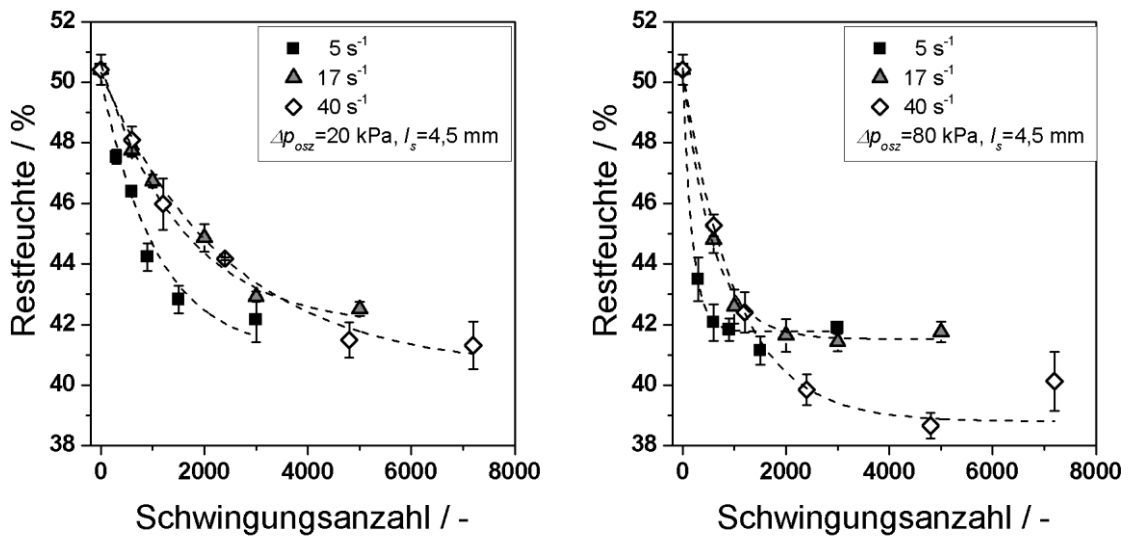 52
50
48
46
44
42
40
38
Restfeuchte / %
5 s⁻¹
17 s⁻¹
40 s⁻¹
Δp_osz=20 kPa, l_s=4,5 mm
0 2000 4000 6000 8000
Schwingungsanzahl / -
52
50
48
46
44
42
40
38
Restfeuchte / %
5 s⁻¹
17 s⁻¹
40 s⁻¹
Δp_osz=80 kPa, l_s=4,5 mm
0 2000 4000 6000 8000
Schwingungsanzahl / -